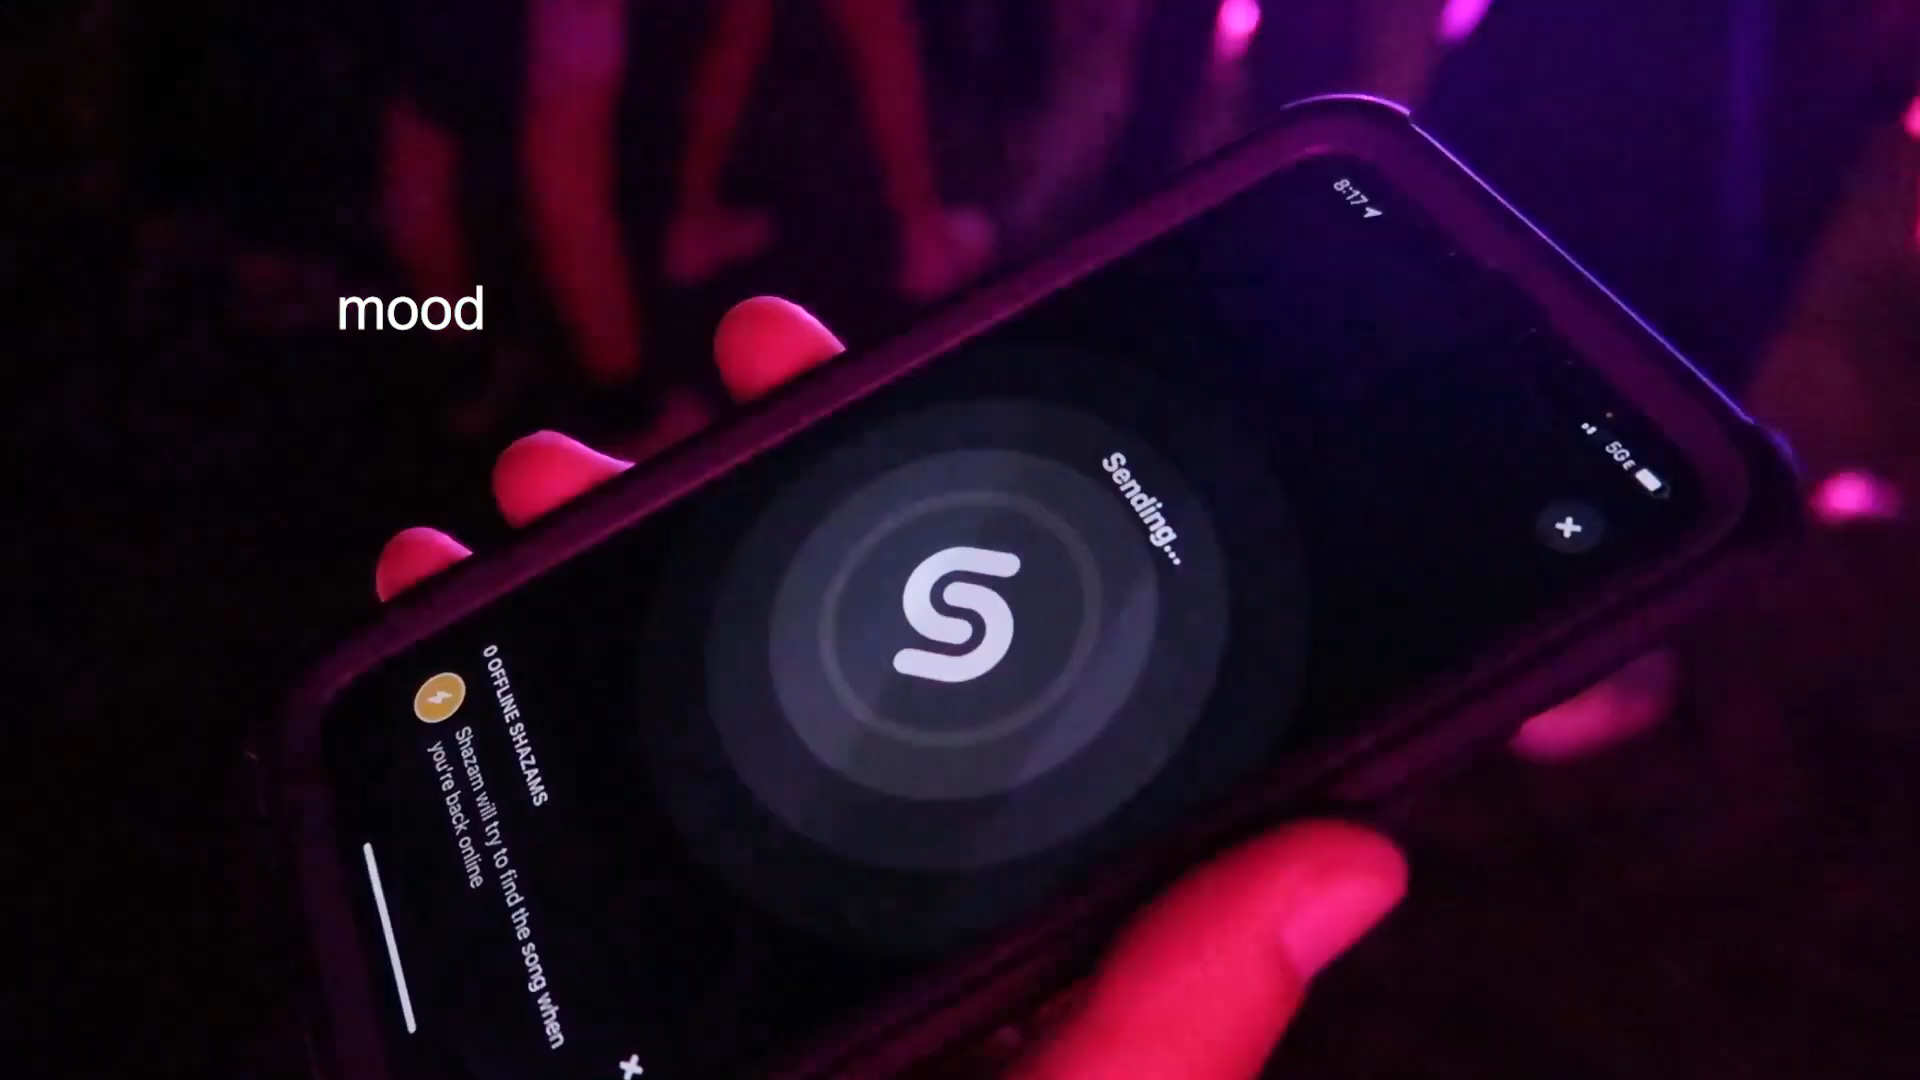 mood
8:17
5GE
Sending...
0 OFFLINE SHAZAMS
Shazam will try to find the song when
you're back online